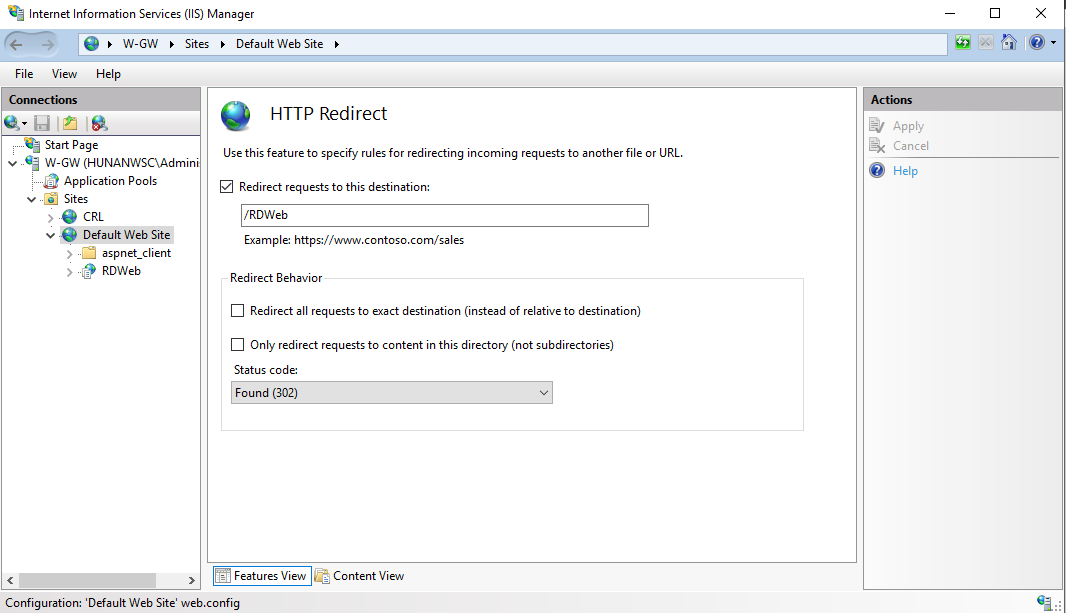 Internet Information Services (IIS) Manager
W-GW Sites Default Web Site
File View Help
Connections
Start Page
W-GW (HUNANWSC\Admini
Application Pools
Sites
CRL
Default Web Site
aspnet_client
RDWeb
HTTP Redirect
Use this feature to specify rules for redirecting incoming requests to another file or URL.
Redirect requests to this destination:
/RDWeb
Example: https://www.contoso.com/sales
Redirect Behavior
Redirect all requests to exact destination (instead of relative to destination)
Only redirect requests to content in this directory (not subdirectories)
Status code:
Found (302)
Features View Content View
Actions
Apply
Cancel
Help
Configuration: 'Default Web Site' web.config